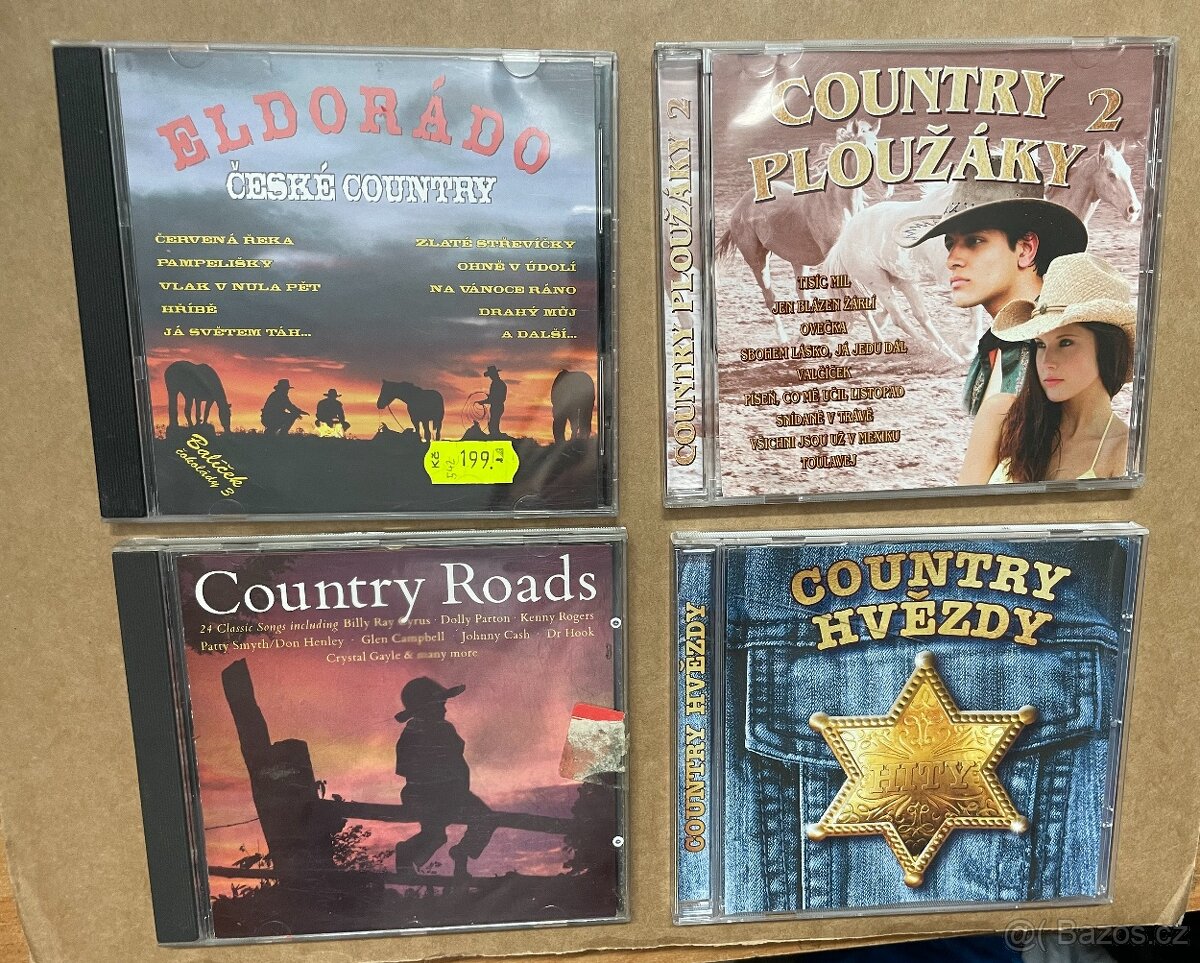 ELDORÁDO
ČESKÉ COUNTRY
ČERVENÁ ŘEKA
PAMPELIŠKY
VLAK V NULA PĚT
HŘÍBĚ
JÁ SVĚTEM TÁH...
ZLATÉ STŘEVÍČKY
OHNĚ V ÚDOLÍ
NA VÁNOCE RÁNO
DRAHÝ MŮJ
A DALŠÍ...
Balíček
čokolády 3
Kč 199.-
542
COUNTRY PLOUŽÁKY 2
COUNTRY 2
PLOUŽÁKY
TISÍC MIL
JEN BLÁZEN ŽÁRLÍ
OVEČKA
SBOHEM LÁSKO, JÁ JEDU DÁL
VALČÍČEK
PÍSEŇ, CO MĚ UČIL LISTOPAD
SNÍDANĚ V TRÁVĚ
VŠICHNI JSOU UŽ V MEXIKU
TOULAVEJ
Country Roads
24 Classic Songs including Billy Ray Cyrus · Dolly Parton · Kenny Rogers
Patty Smyth/Don Henley · Glen Campbell · Johnny Cash · Dr Hook
Crystal Gayle & many more
COUNTRY HVĚZDY
COUNTRY
HVĚZDY
HITY
@( Bazos.cz